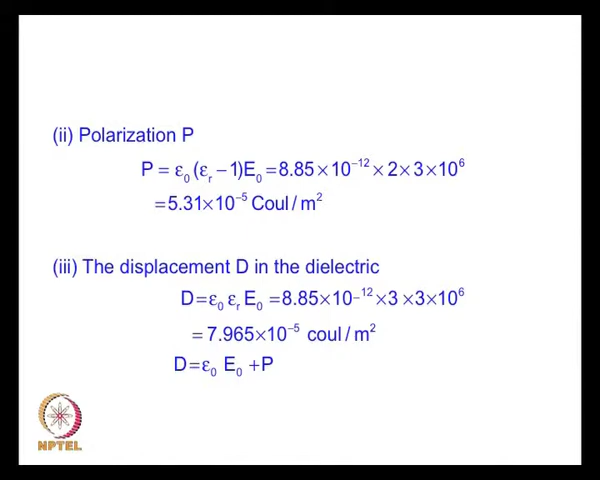 (ii) Polarization P
P = ε₀ (εᵣ − 1)E₀ = 8.85 × 10⁻¹² × 2 × 3 × 10⁶
= 5.31×10⁻⁵ Coul / m²
(iii) The displacement D in the dielectric
D=ε₀ εᵣ E₀ =8.85×10⁻¹² ×3 ×3×10⁶
= 7.965×10⁻⁵ coul / m²
D=ε₀ E₀ +P
NPTEL